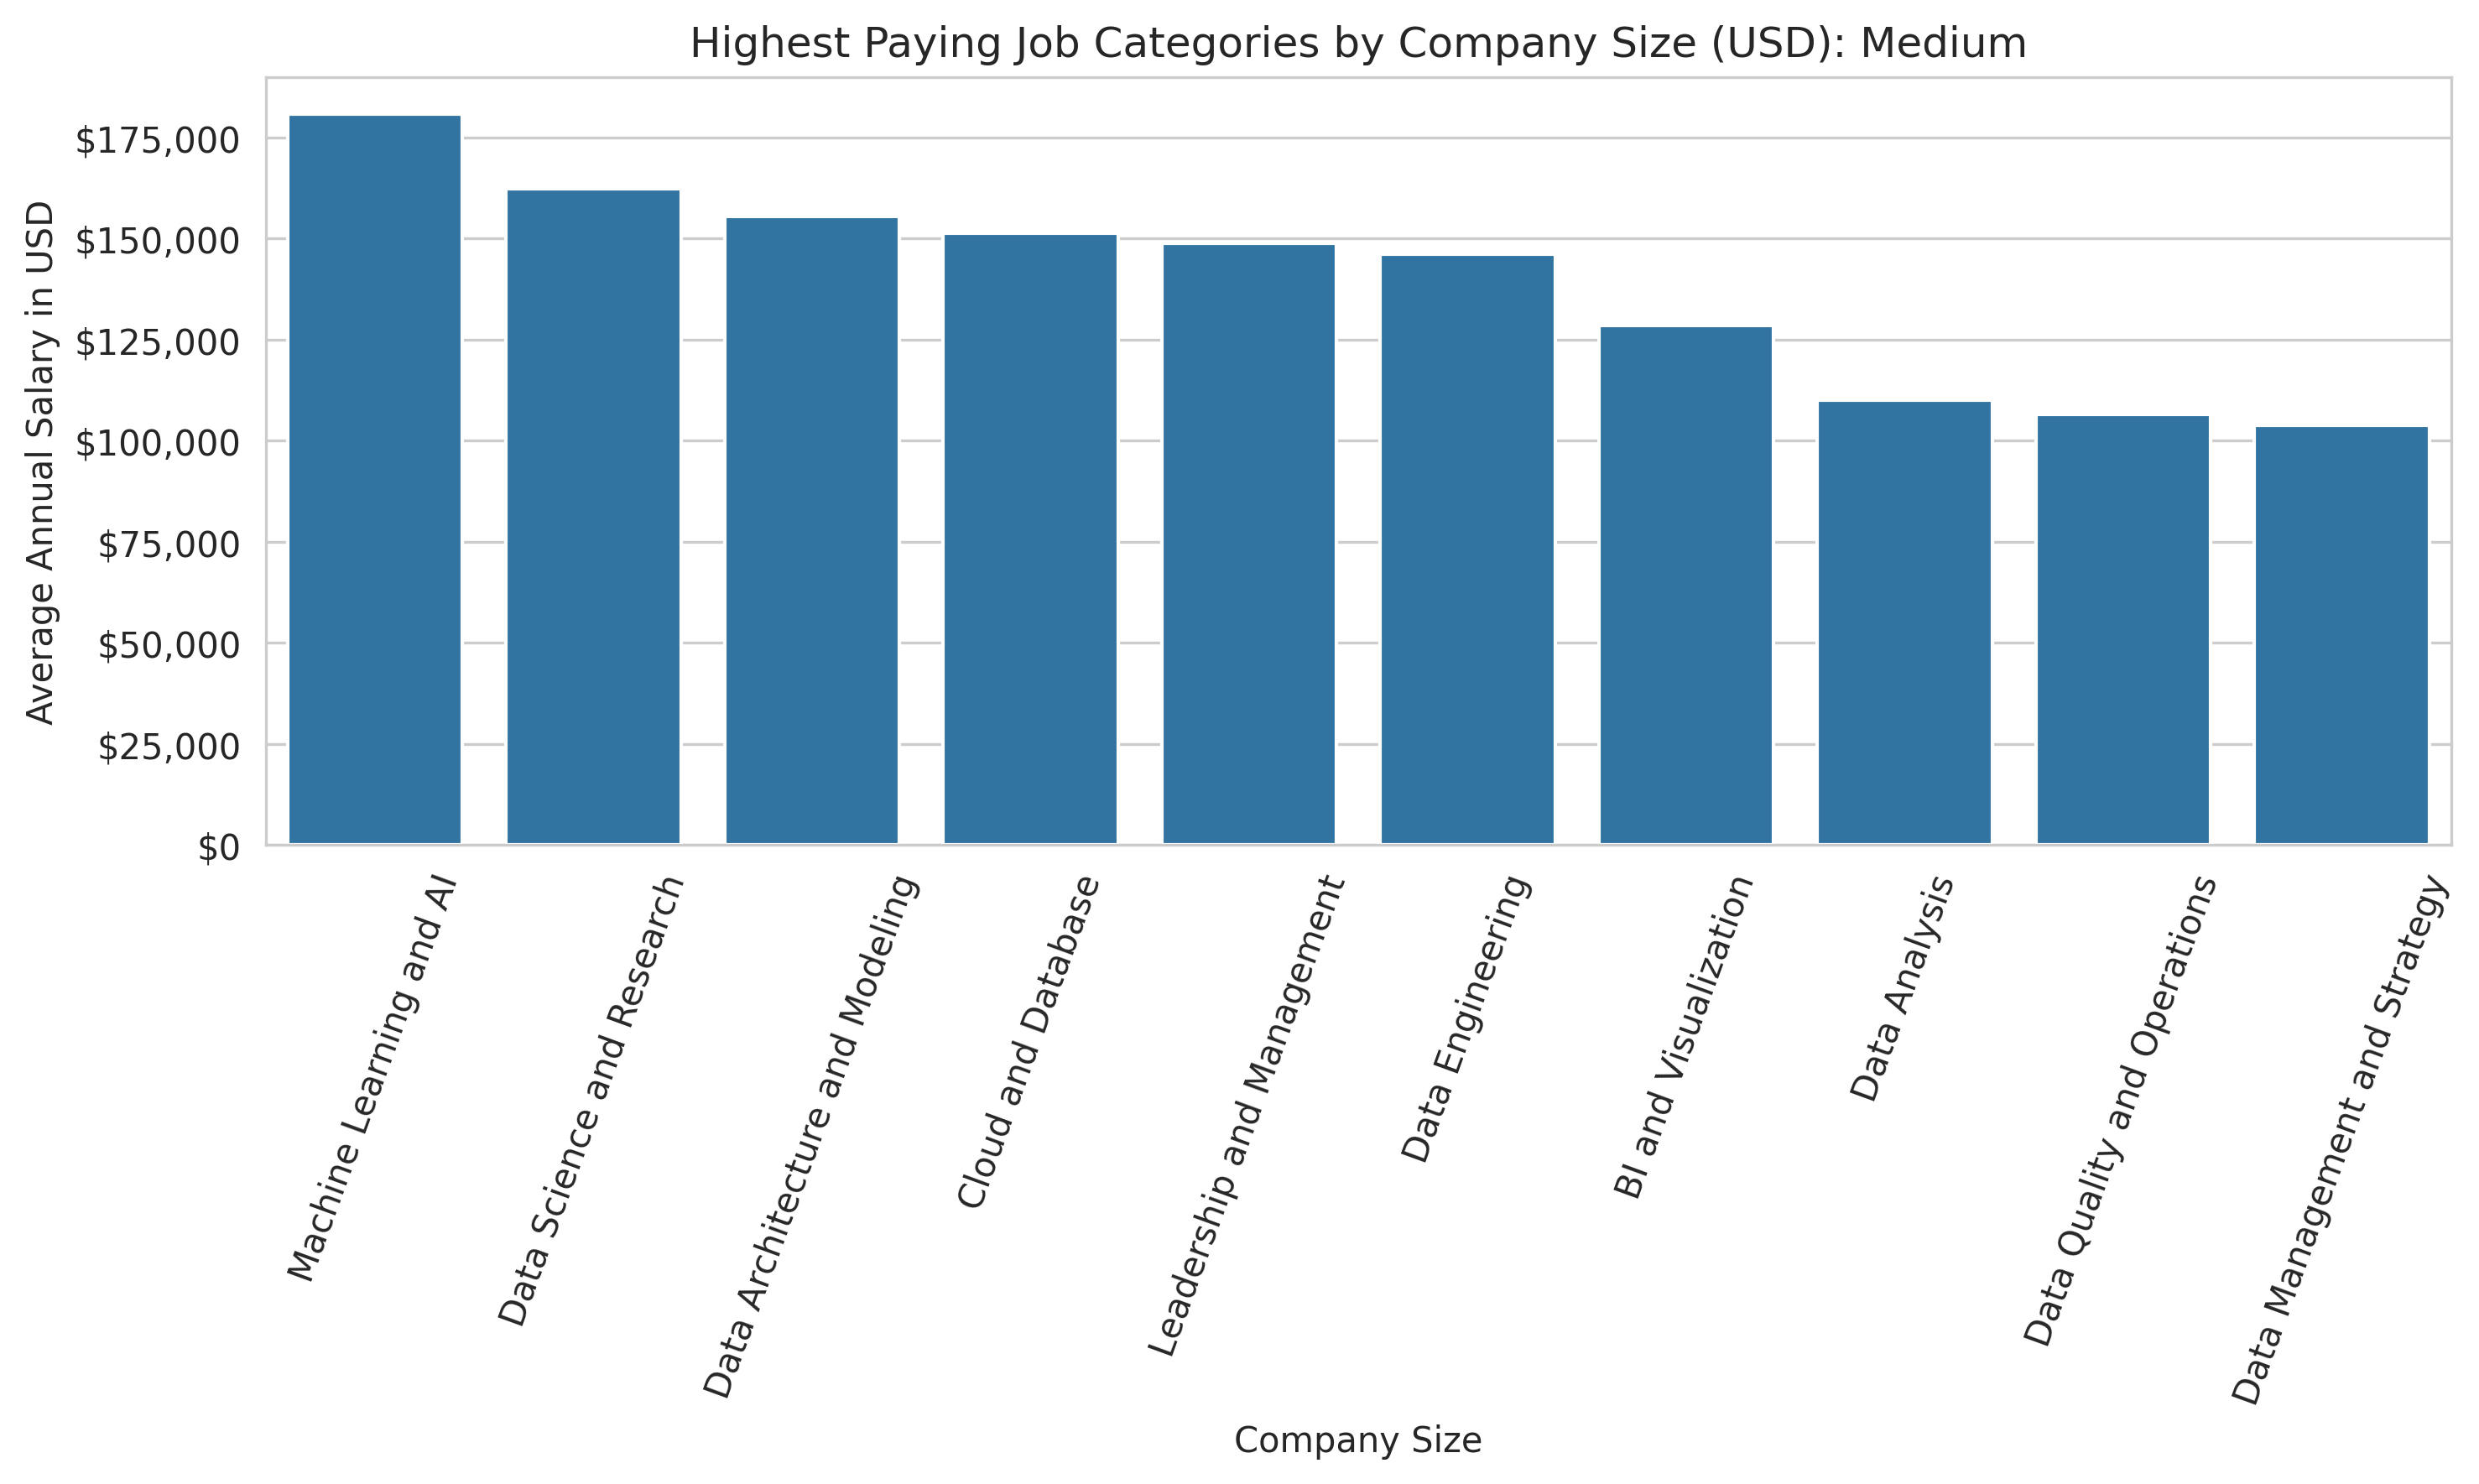 Highest Paying Job Categories by Company Size (USD): Medium
Average Annual Salary in USD
$175,000
$150,000
$125,000
$100,000
$75,000
$50,000
$25,000
$0
Machine Learning and AI
Data Science and Research
Data Architecture and Modeling
Cloud and Database
Leadership and Management
Data Engineering
BI and Visualization
Data Analysis
Data Quality and Operations
Data Management and Strategy
Company Size